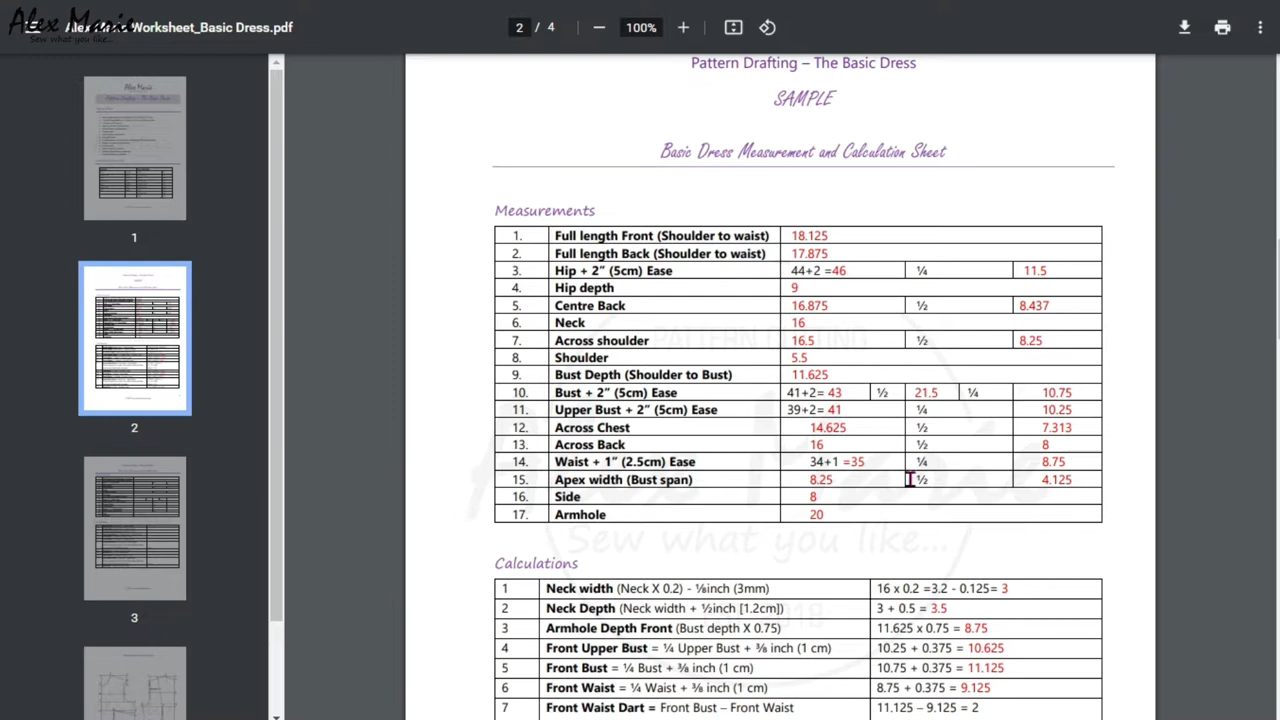 Alex Marie
Sew what you like...
Worksheet_Basic Dress.pdf
2 / 4
100%
Pattern Drafting – The Basic Dress
SAMPLE
Basic Dress Measurement and Calculation Sheet
Measurements
1. Full length Front (Shoulder to waist) 18.125
2. Full length Back (Shoulder to waist) 17.875
3. Hip + 2” (5cm) Ease 44+2 =46 ¼ 11.5
4. Hip depth 9
5. Centre Back 16.875 ½ 8.437
6. Neck 16
7. Across shoulder 16.5 ½ 8.25
8. Shoulder 5.5
9. Bust Depth (Shoulder to Bust) 11.625
10. Bust + 2” (5cm) Ease 41+2= 43 ½ 21.5 ¼ 10.75
11. Upper Bust + 2” (5cm) Ease 39+2= 41 ¼ 10.25
12. Across Chest 14.625 ½ 7.313
13. Across Back 16 ½ 8
14. Waist + 1” (2.5cm) Ease 34+1 =35 ¼ 8.75
15. Apex width (Bust span) 8.25 ½ 4.125
16. Side 8
17. Armhole 20
Calculations
1 Neck width (Neck X 0.2) - ⅛inch (3mm) 16 x 0.2 =3.2 - 0.125= 3
2 Neck Depth (Neck width + ½inch [1.2cm]) 3 + 0.5 = 3.5
3 Armhole Depth Front (Bust depth X 0.75) 11.625 x 0.75 = 8.75
4 Front Upper Bust = ¼ Upper Bust + ⅜ inch (1 cm) 10.25 + 0.375 = 10.625
5 Front Bust = ¼ Bust + ⅜ inch (1 cm) 10.75 + 0.375 = 11.125
6 Front Waist = ¼ Waist + ⅜ inch (1 cm) 8.75 + 0.375 = 9.125
7 Front Waist Dart = Front Bust – Front Waist 11.125 – 9.125 = 2
PATTERN DRAFTING
Alex Marie
Sew what you like...
2018
1
2
3